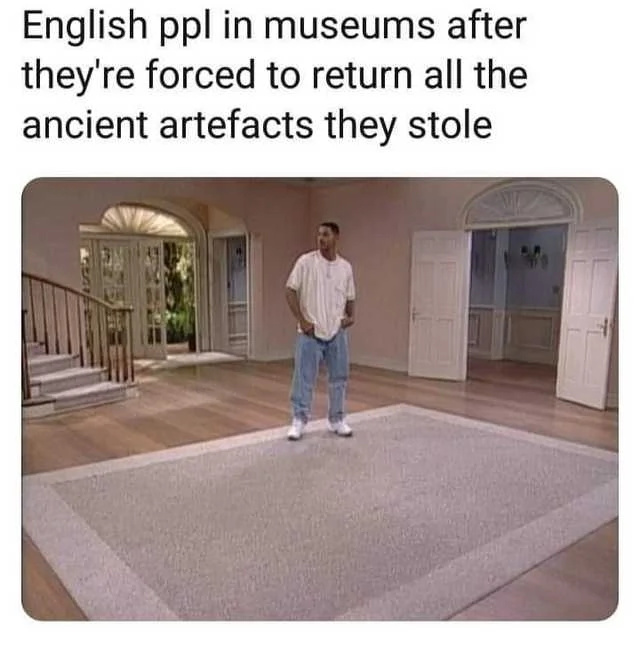 English ppl in museums after
they're forced to return all the
ancient artefacts they stole